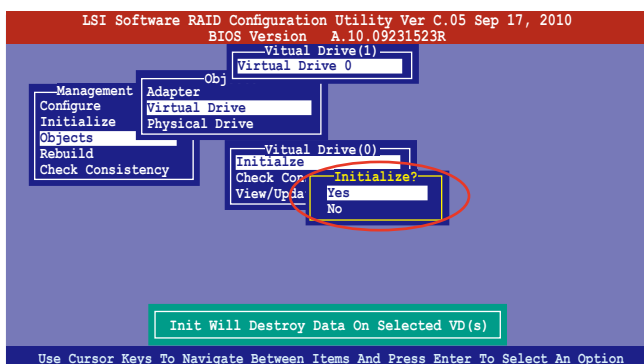 LSI Software RAID Configuration Utility Ver C.05 Sep 17, 2010
BIOS Version A.10.09231523R
Vitual Drive(1)
Virtual Drive 0
Obj
Adapter
Virtual Drive
Physical Drive
Management
Configure
Initialize
Objects
Rebuild
Check Consistency
Vitual Drive(0)
Initialze
Check Con
View/Upda
Initialize?
Yes
No
Init Will Destroy Data On Selected VD(s)
Use Cursor Keys To Navigate Between Items And Press Enter To Select An Option